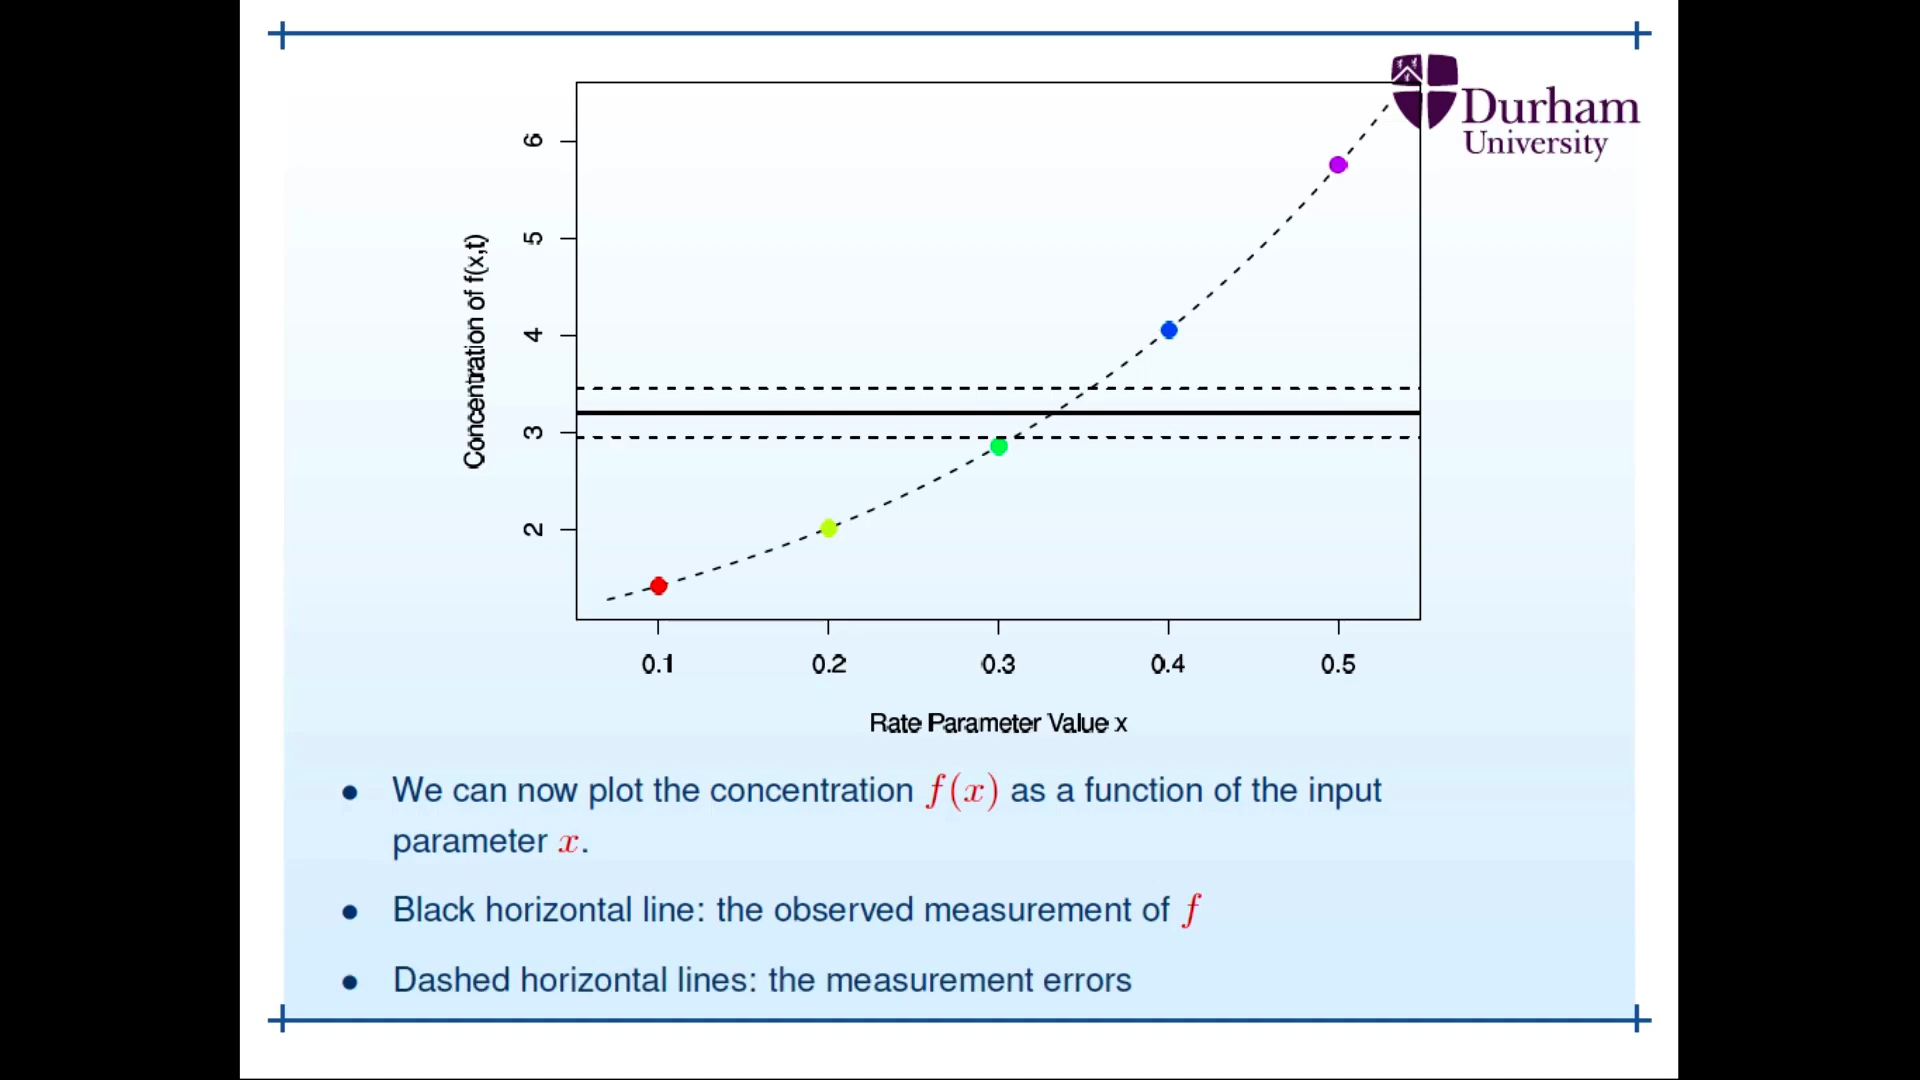 Durham
University
6
5
4
3
2
Concentration of f(x,t)
0.1 0.2 0.3 0.4 0.5
Rate Parameter Value x
● We can now plot the concentration f(x) as a function of the input
parameter x.
● Black horizontal line: the observed measurement of f
● Dashed horizontal lines: the measurement errors